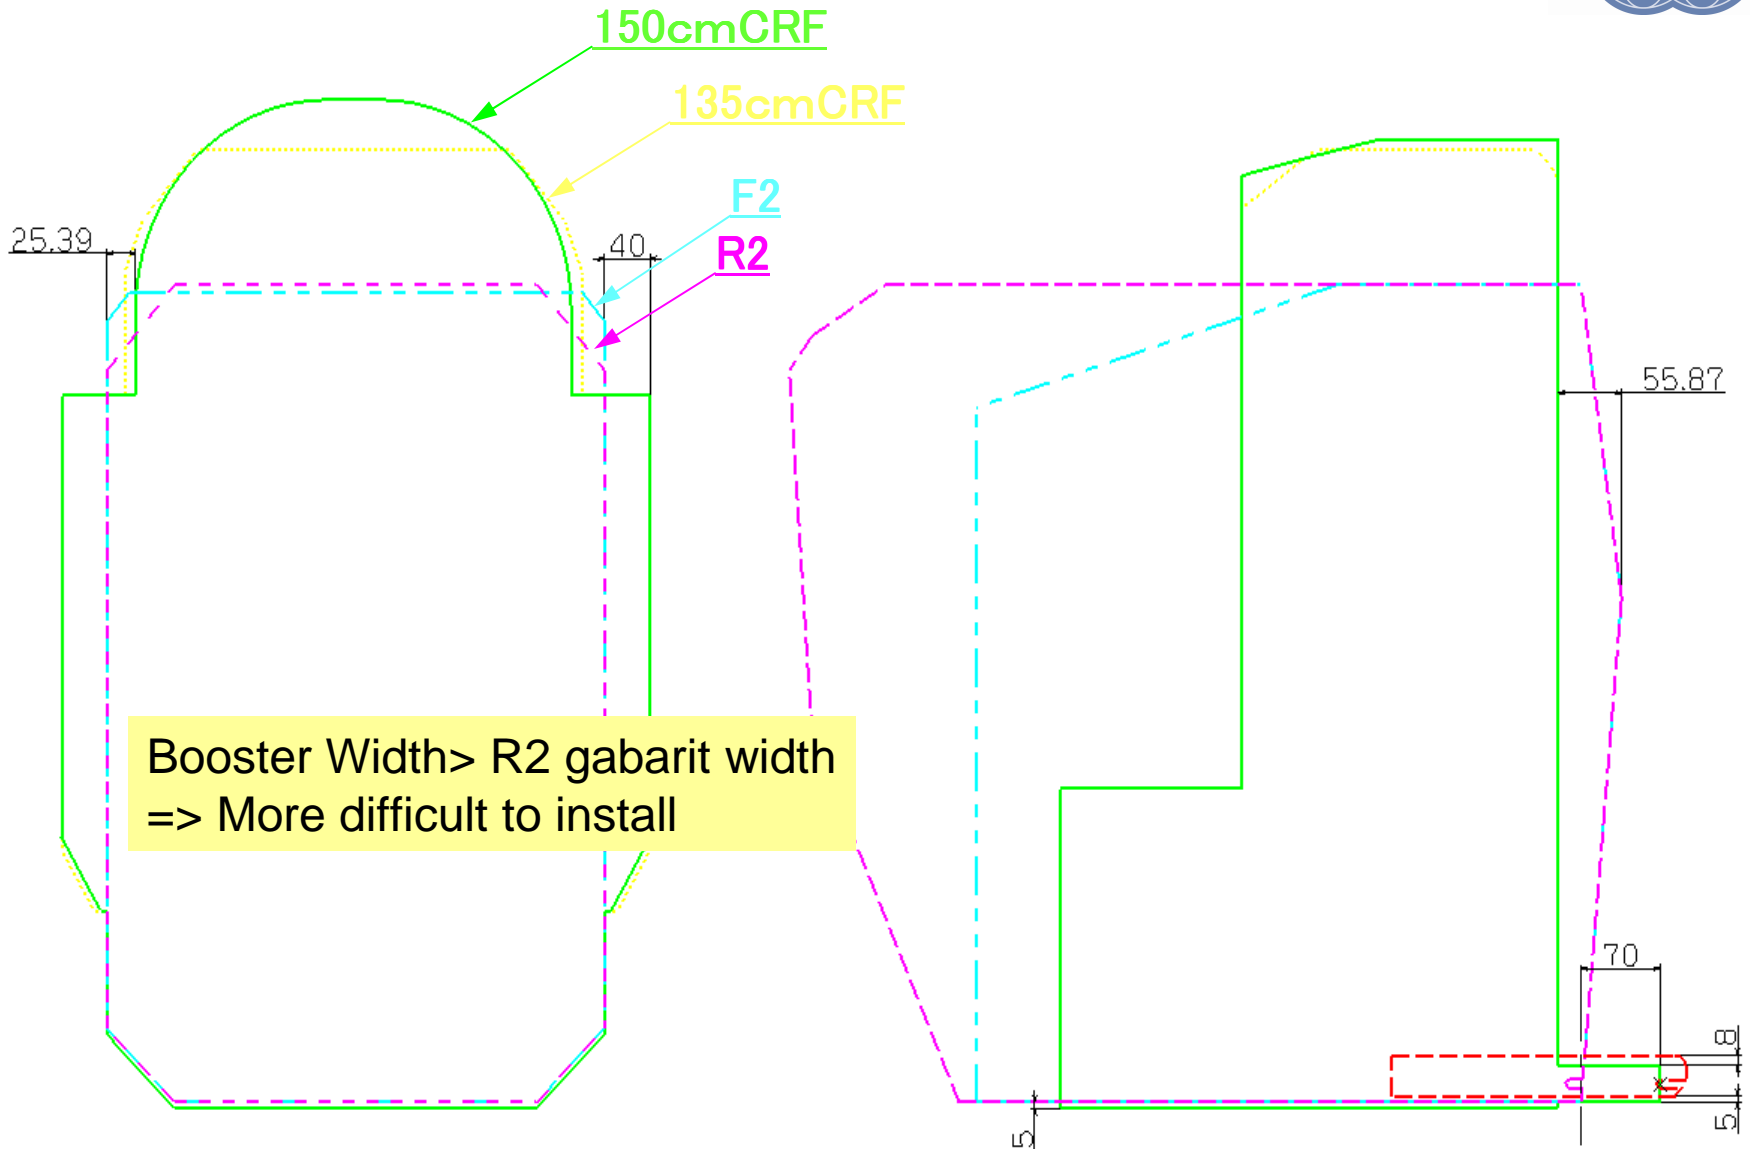 150cmCRF
135cmCRF
F2
R2
25.39
40
55.87
Booster Width> R2 gabarit width
=> More difficult to install
70
8
5
5